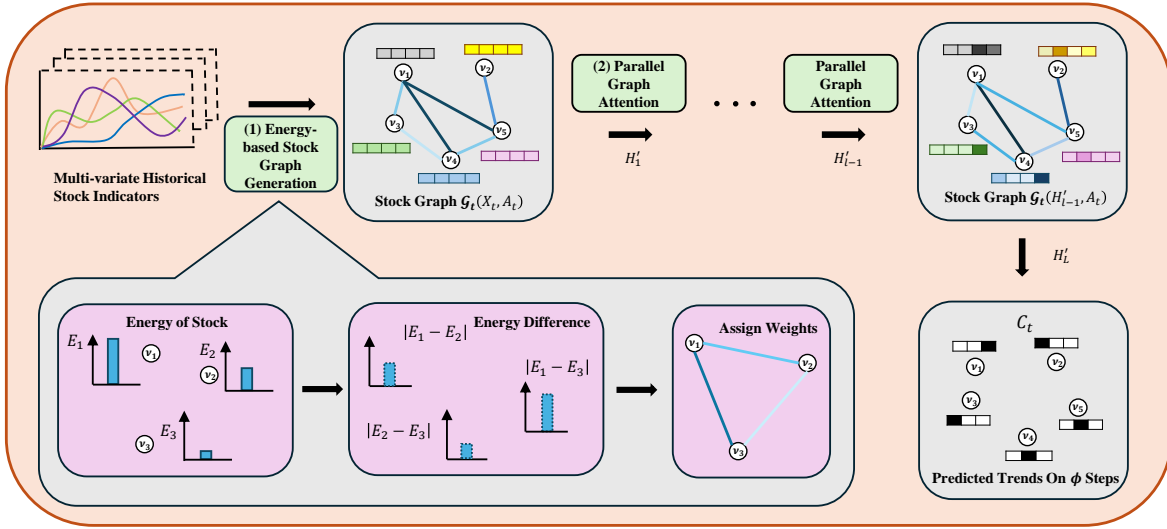 Multi-variate Historical
Stock Indicators
(1) Energy-
based Stock
Graph
Generation
v₁
v₂
v₃
v₅
v₄
Stock Graph 𝒢ₜ(Xₜ, Aₜ)
(2) Parallel
Graph
Attention
H₁′
. . .
Parallel
Graph
Attention
H′ₗ₋₁
v₁
v₂
v₃
v₅
v₄
Stock Graph 𝒢ₜ(H′ₗ₋₁, Aₜ)
H′_L
Energy of Stock
E₁
v₁
E₂
v₂
E₃
v₃
Energy Difference
|E₁ − E₂|
|E₁ − E₃|
|E₂ − E₃|
Assign Weights
v₁
v₂
v₃
Cₜ
v₁
v₂
v₃
v₅
v₄
Predicted Trends On ϕ Steps